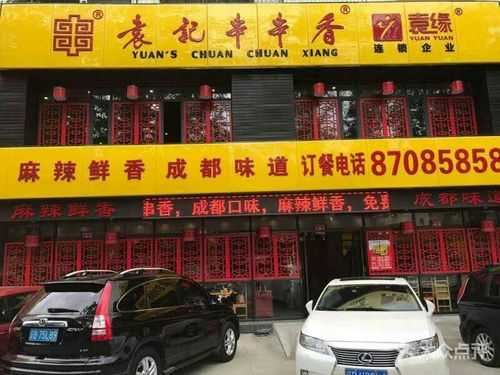 袁记串串香®
YUAN'S CHUAN CHUAN XIANG
袁缘®
YUAN YUAN
连锁企业
麻辣鲜香成都味道 订餐电话 87085858
麻辣鲜香
串香，成都口味，麻辣鲜香，免
成都味道